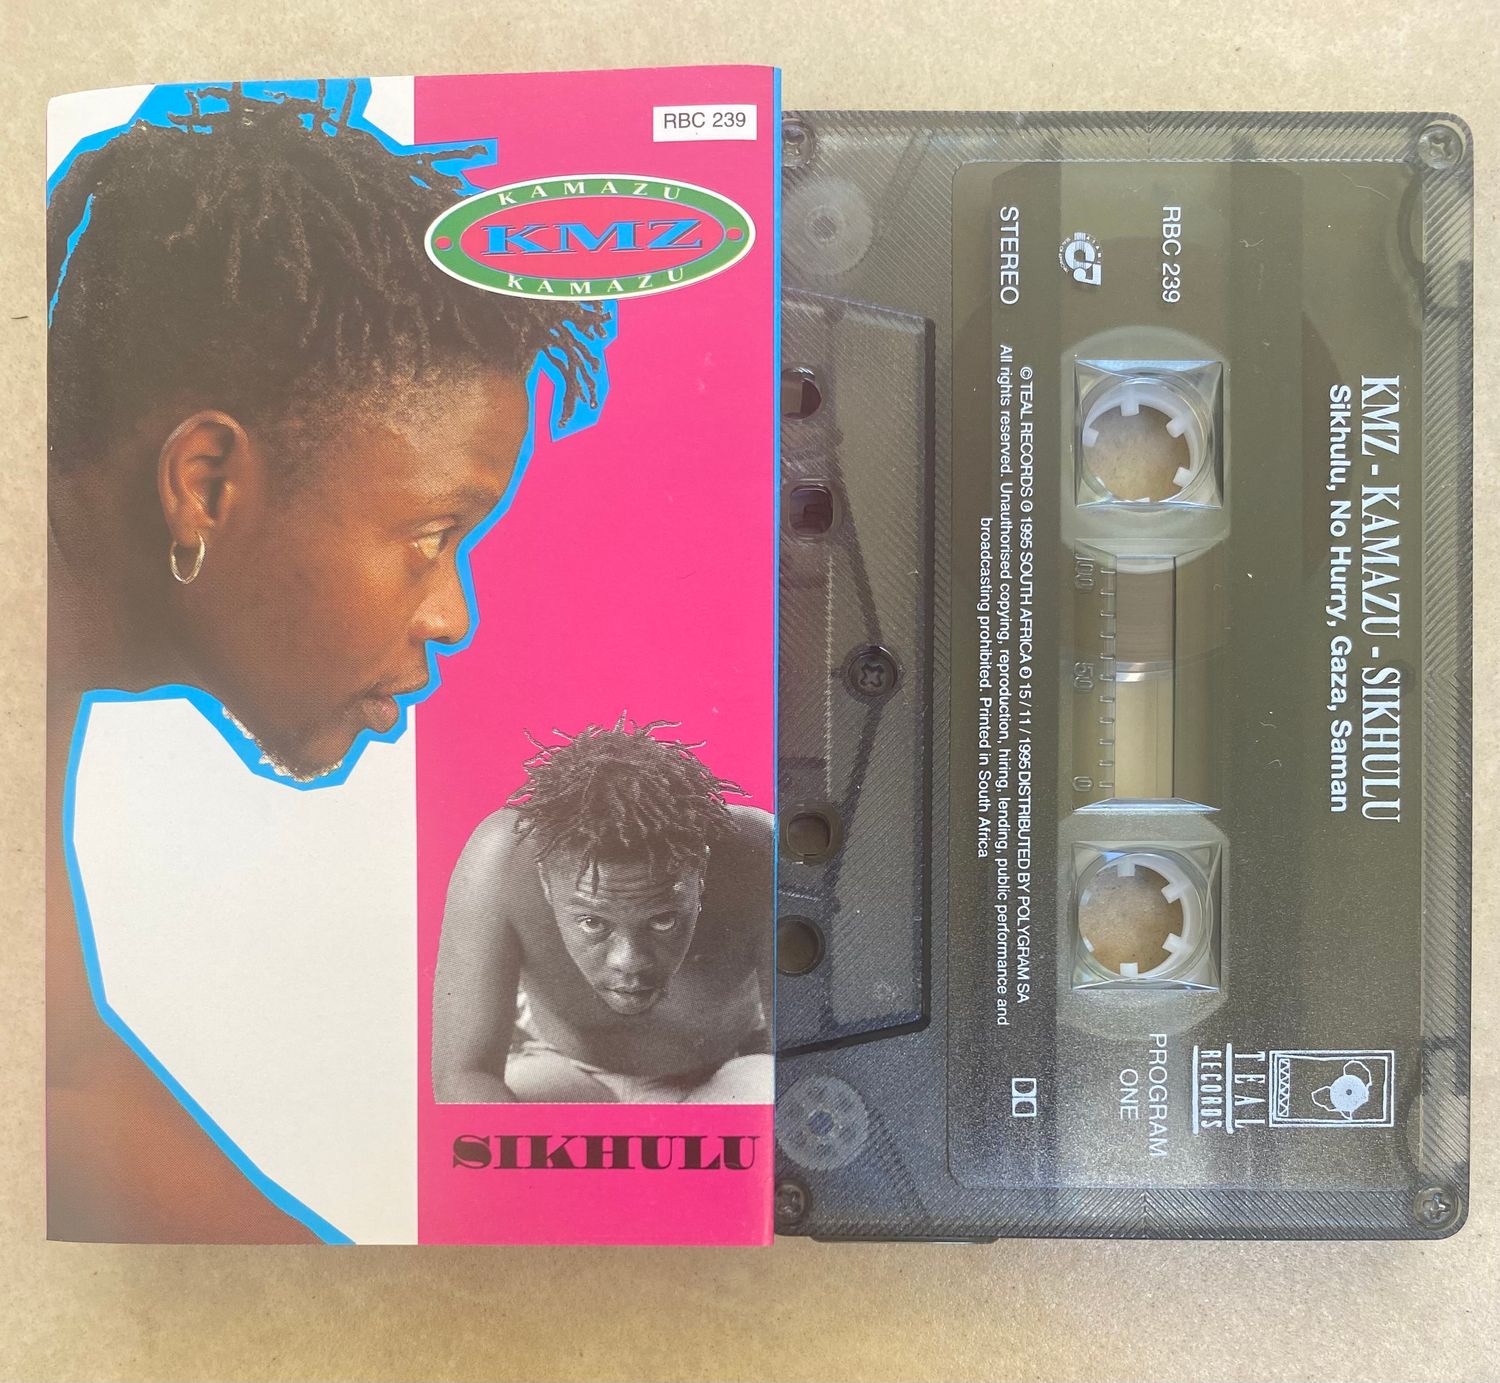 RBC 239
KAMAZU
KMZ
KAMAZU
SIKHULU
KMZ - KAMAZU - SIKHULU
Sikhulu, No Hurry, Gaza, Saman
RBC 239
STEREO
100 50 0
PROGRAM
ONE
TEAL
RECORDS
© TEAL RECORDS ℗ 1995 SOUTH AFRICA ℗ 15 / 11 / 1995 DISTRIBUTED BY POLYGRAM SA
All rights reserved. Unauthorised copying, reproduction, hiring, lending, public performance and
broadcasting prohibited. Printed in South Africa